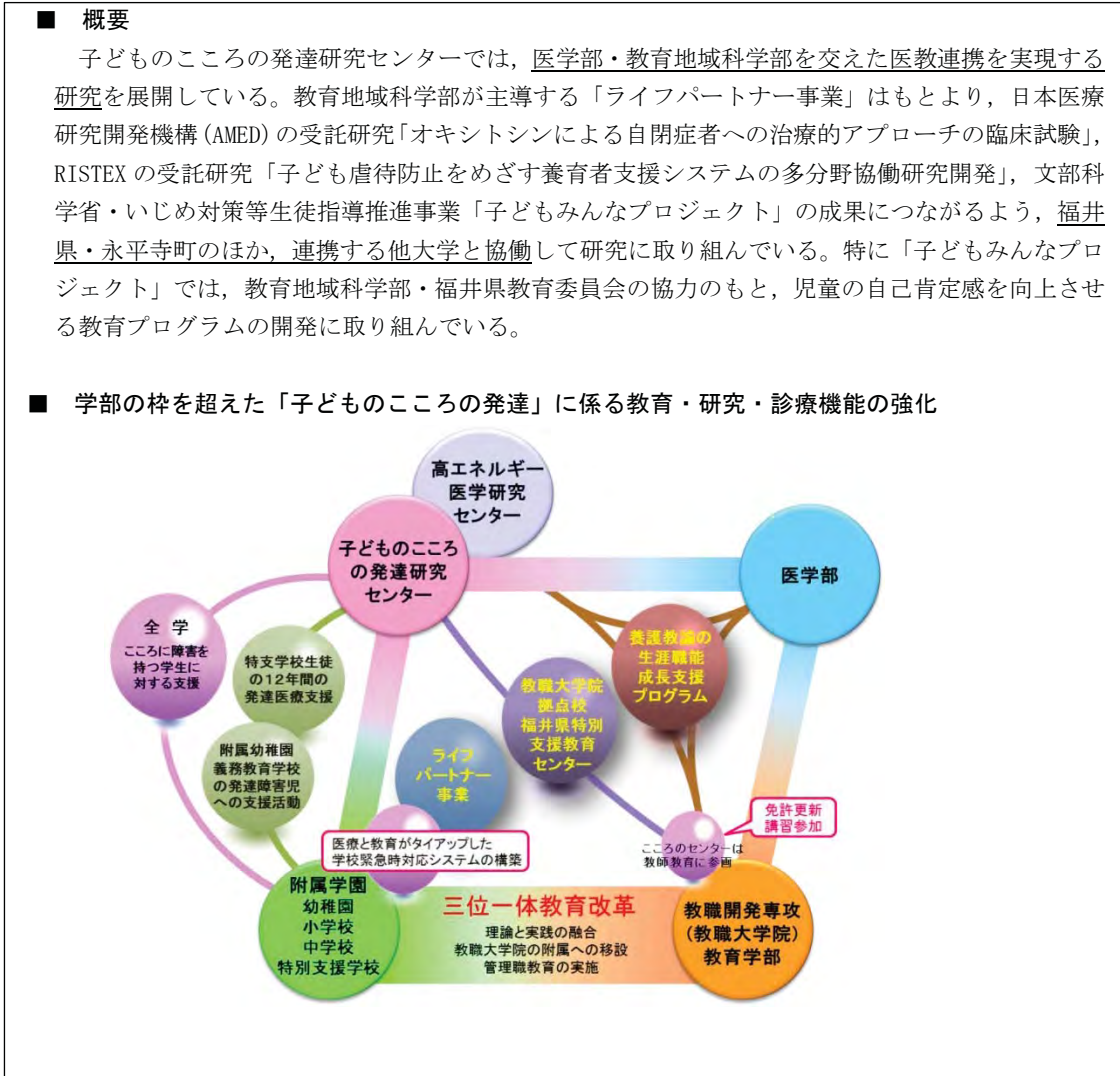 ■ 概要
子どものこころの発達研究センターでは，医学部・教育地域科学部を交えた医教連携を実現する
研究を展開している。教育地域科学部が主導する「ライフパートナー事業」はもとより，日本医療
研究開発機構(AMED)の受託研究「オキシトシンによる自閉症者への治療的アプローチの臨床試験」，
RISTEX の受託研究「子ども虐待防止をめざす養育者支援システムの多分野協働研究開発」，文部科
学省・いじめ対策等生徒指導推進事業「子どもみんなプロジェクト」の成果につながるよう，福井
県・永平寺町のほか，連携する他大学と協働して研究に取り組んでいる。特に「子どもみんなプロ
ジェクト」では，教育地域科学部・福井県教育委員会の協力のもと，児童の自己肯定感を向上させ
る教育プログラムの開発に取り組んでいる。
■ 学部の枠を超えた「子どものこころの発達」に係る教育・研究・診療機能の強化
高エネルギー
医学研究
センター
子どものこころ
の発達研究
センター
医学部
全 学
こころに障害を
持つ学生に
対する支援
特支学校生徒
の12年間の
発達医療支援
養護教諭の
生涯職能
成長支援
プログラム
教職大学院
拠点校
福井県特別
支援教育
センター
附属幼稚園
義務教育学校
の発達障害児
への支援活動
ライフ
パートナー
事業
免許更新
講習参加
医療と教育がタイアップした
学校緊急時対応システムの構築
こころのセンターは
教師教育に参画
附属学園
幼稚園
小学校
中学校
特別支援学校
三位一体教育改革
理論と実践の融合
教職大学院の附属への移設
管理職教育の実施
教職開発専攻
(教職大学院)
教育学部